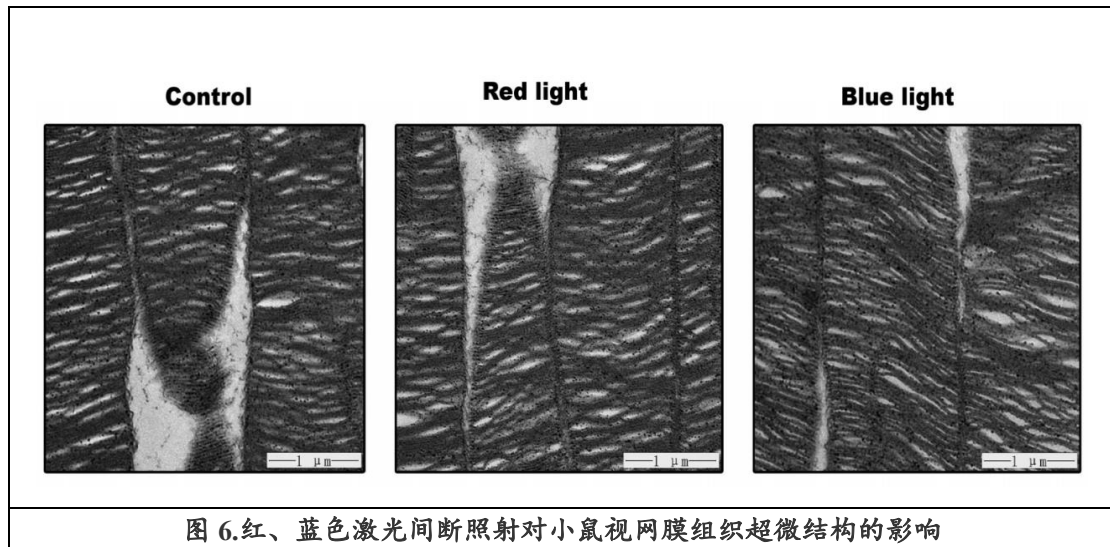 Control
Red light
Blue light
1 μm
1 μm
1 μm
图 6.红、蓝色激光间断照射对小鼠视网膜组织超微结构的影响